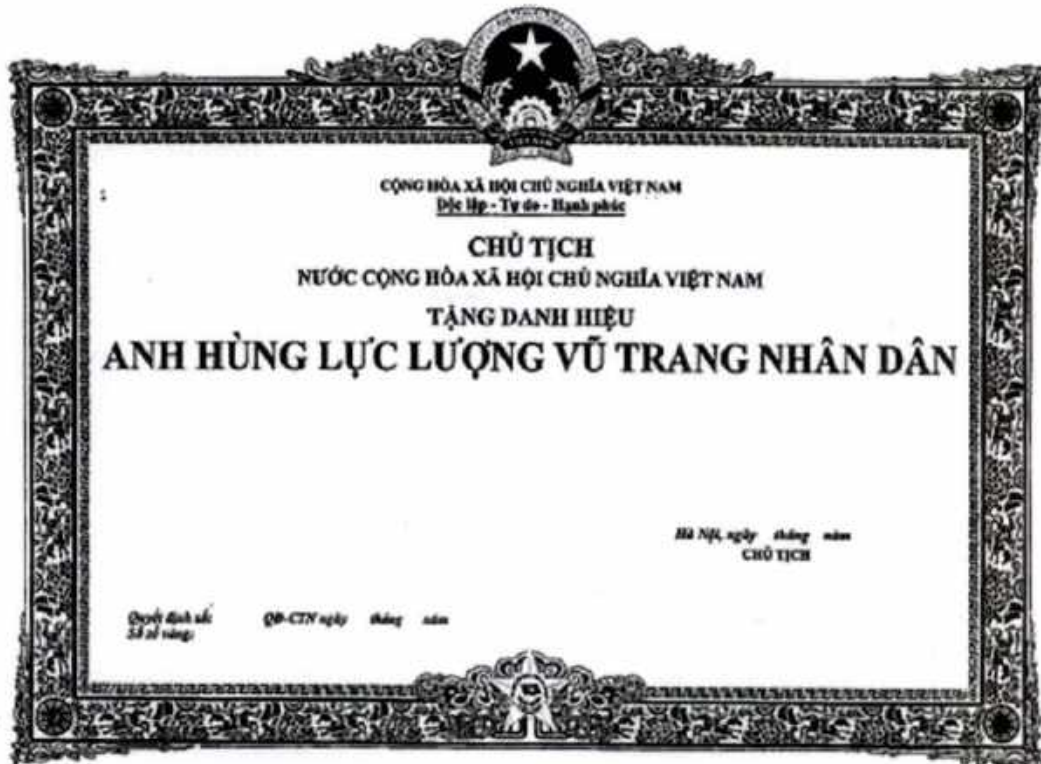 VIỆT NAM
CỘNG HÒA XÃ HỘI CHỦ NGHĨA VIỆT NAM
Độc lập - Tự do - Hạnh phúc
CHỦ TỊCH
NƯỚC CỘNG HÒA XÃ HỘI CHỦ NGHĨA VIỆT NAM
TẶNG DANH HIỆU
ANH HÙNG LỰC LƯỢNG VŨ TRANG NHÂN DÂN
Hà Nội, ngày tháng năm
CHỦ TỊCH
Quyết định số: QĐ-CTN ngày tháng năm
Số sổ vàng: